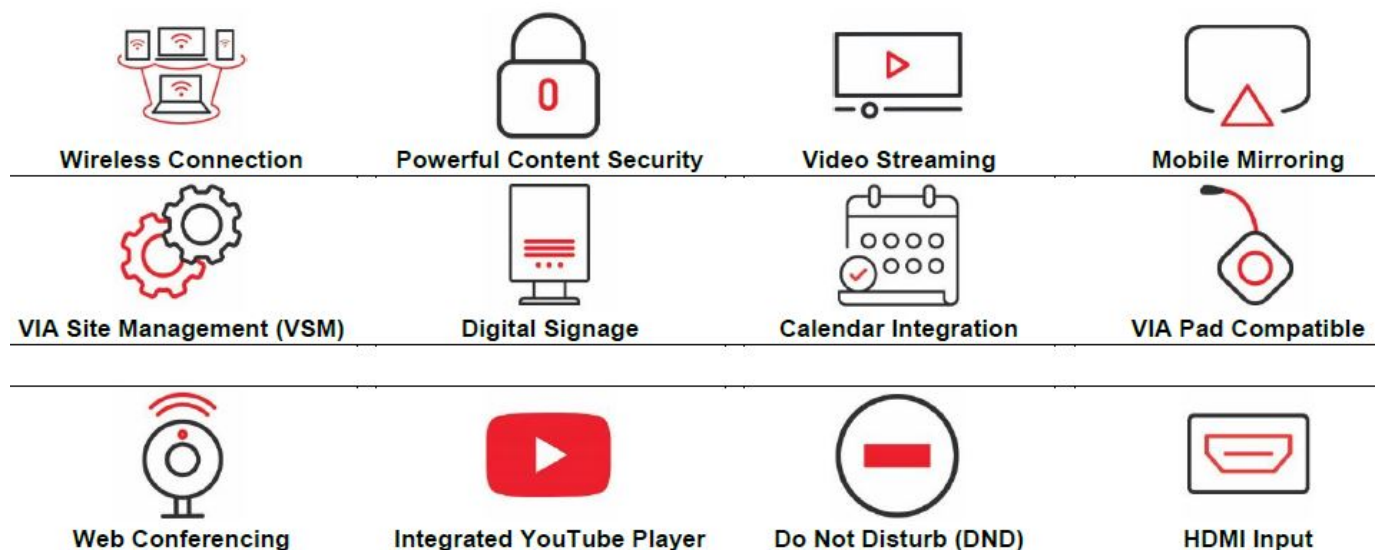 Wireless Connection
Powerful Content Security
Video Streaming
Mobile Mirroring
VIA Site Management (VSM)
Digital Signage
Calendar Integration
VIA Pad Compatible
Web Conferencing
Integrated YouTube Player
Do Not Disturb (DND)
HDMI Input